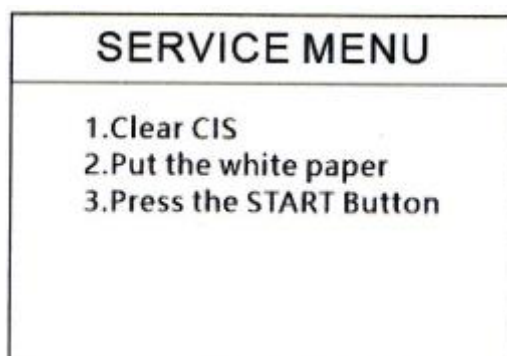 SERVICE MENU
1.Clear CIS
2.Put the white paper
3.Press the START Button